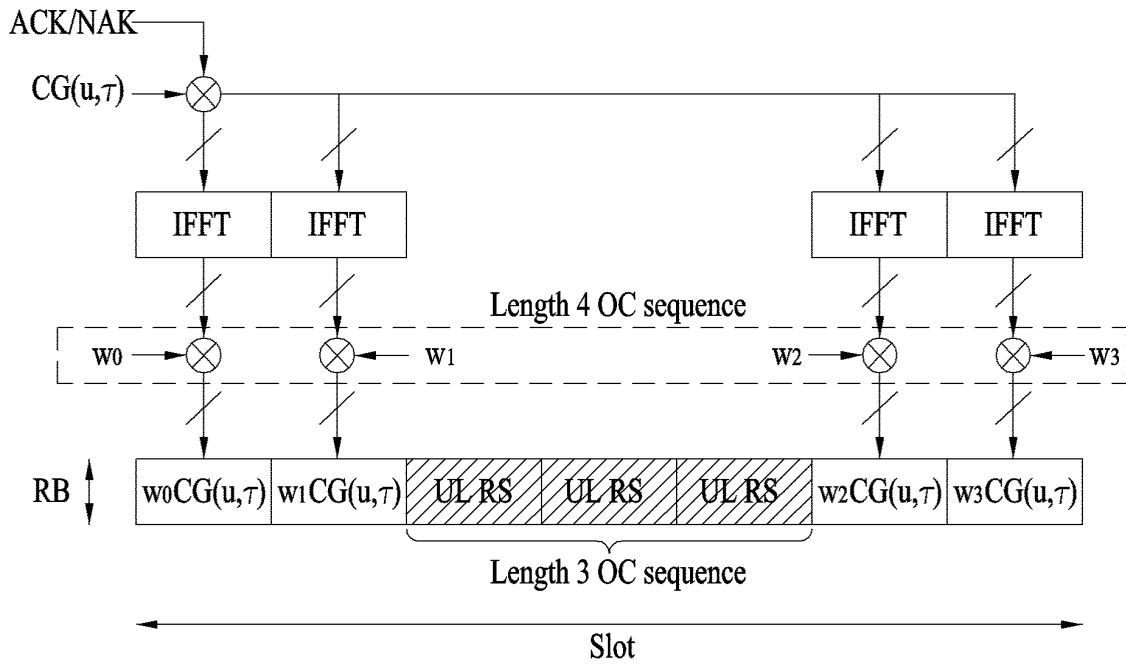 ACK/NAK
CG(u,τ)
IFFT IFFT IFFT IFFT
Length 4 OC sequence
w0 w1 w2 w3
RB w0CG(u,τ) w1CG(u,τ) UL RS UL RS UL RS w2CG(u,τ) w3CG(u,τ)
Length 3 OC sequence
Slot